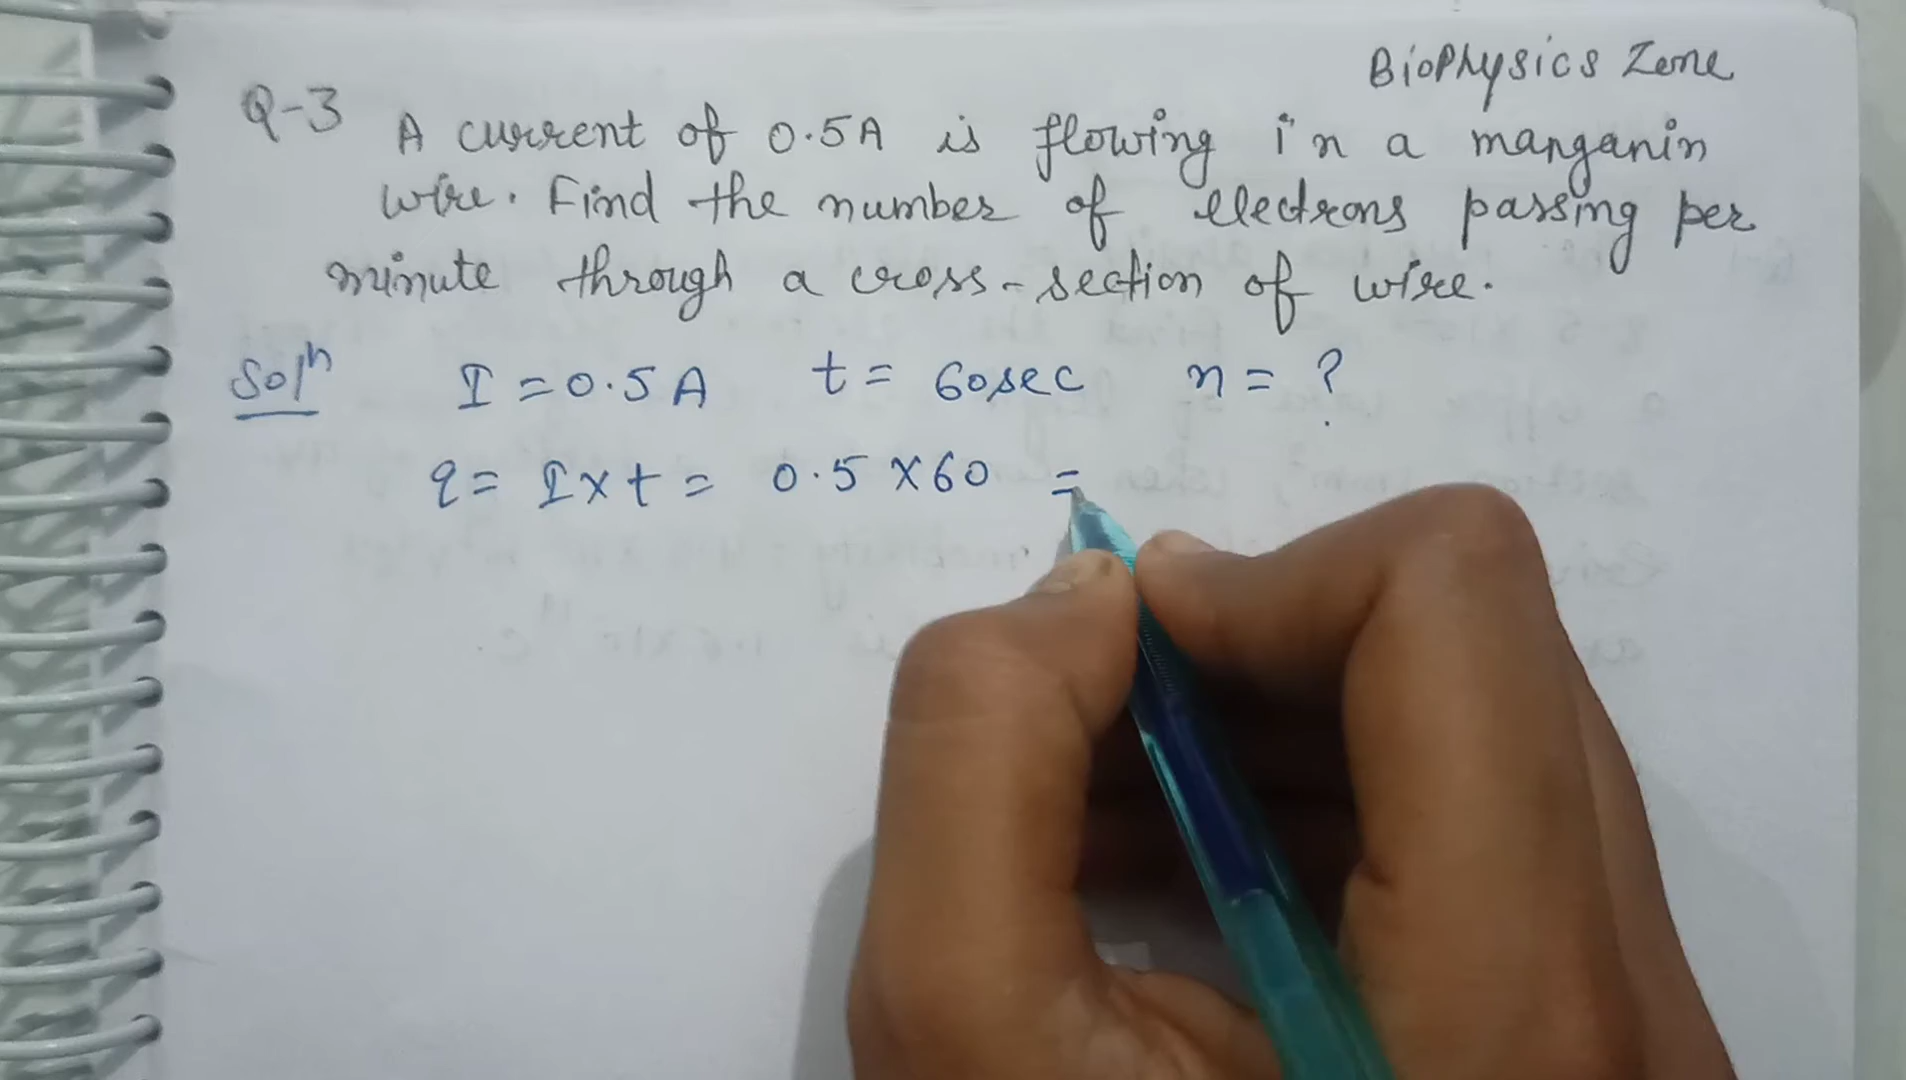 BioPhysics Zone
Q-3 A current of 0.5A is flowing in a manganin
wire. Find the number of electrons passing per
minute through a cross-section of wire.
Solⁿ I = 0.5 A t = 60sec n = ?
q = I x t = 0.5 x 60 =